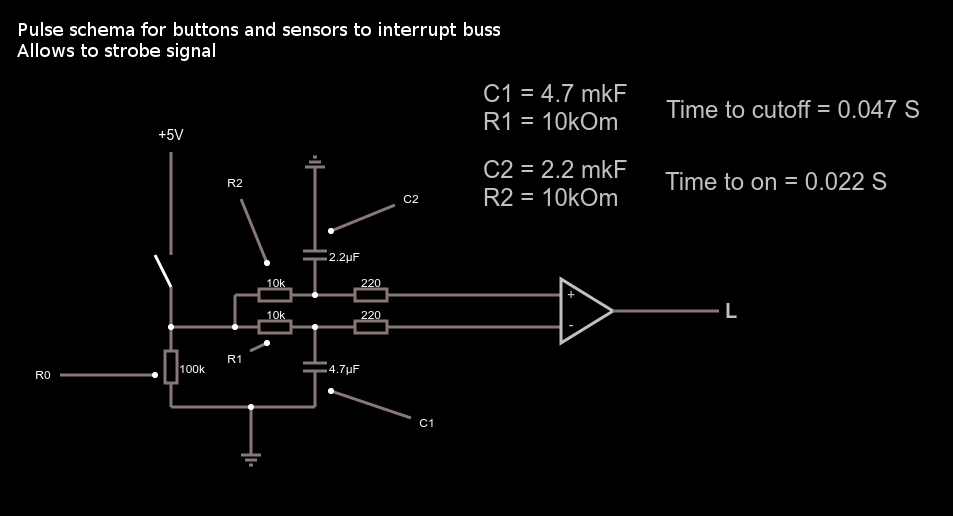 Pulse schema for buttons and sensors to interrupt buss
Allows to strobe signal
C1 = 4.7 mkF
R1 = 10kOm
Time to cutoff = 0.047 S
C2 = 2.2 mkF
R2 = 10kOm
Time to on = 0.022 S
+5V
R2
C2
2.2µF
10k
220
+
L
10k
220
-
R1
4.7µF
100k
R0
C1